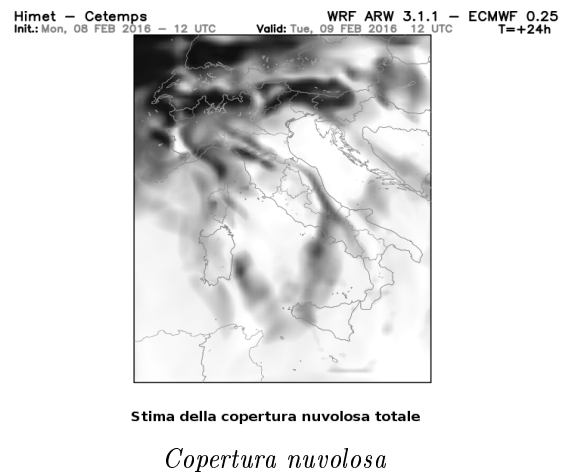 Himet – Cetemps WRF ARW 3.1.1 – ECMWF 0.25
Init.: Mon, 08 FEB 2016 – 12 UTC Valid: Tue, 09 FEB 2016 12 UTC T=+24h
Stima della copertura nuvolosa totale
Copertura nuvolosa